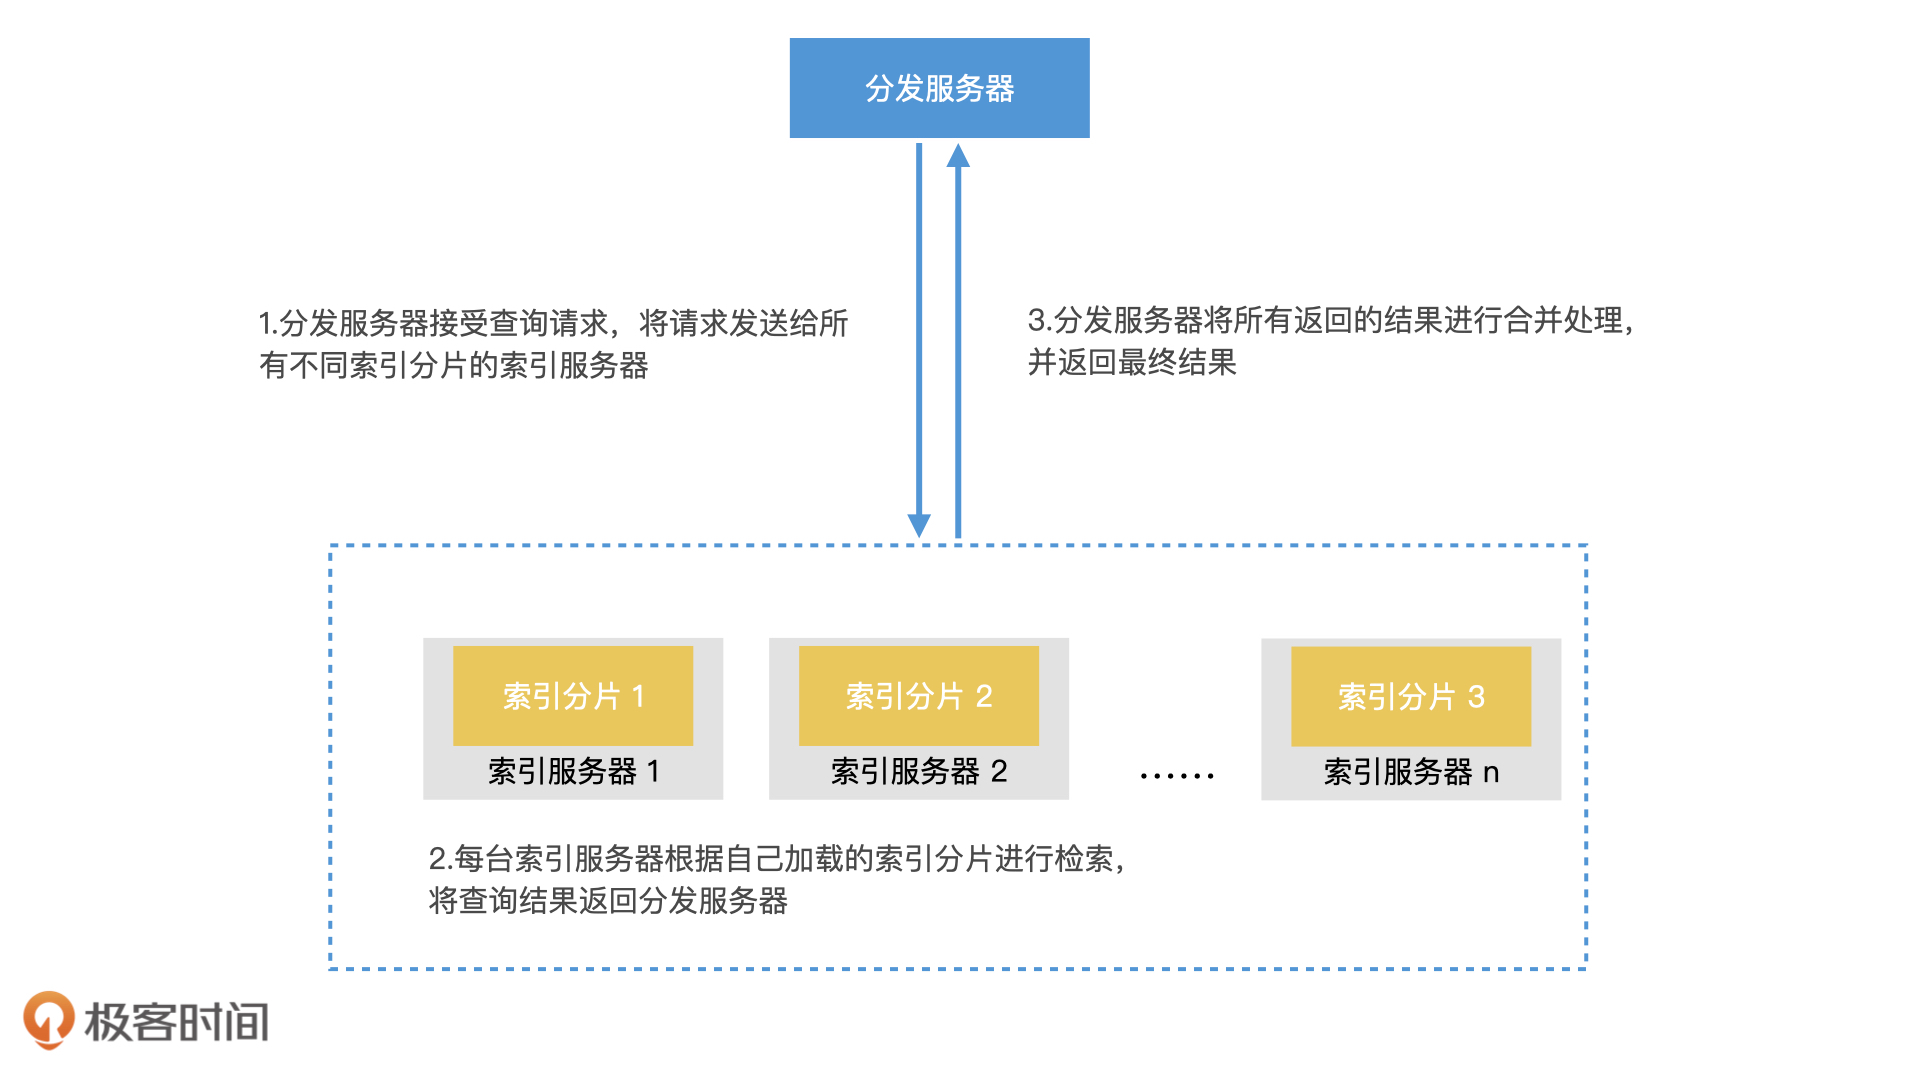 分发服务器
1.分发服务器接受查询请求，将请求发送给所
有不同索引分片的索引服务器
3.分发服务器将所有返回的结果进行合并处理，
并返回最终结果
索引分片 1
索引服务器 1
索引分片 2
索引服务器 2
……
索引分片 3
索引服务器 n
2.每台索引服务器根据自己加载的索引分片进行检索，
将查询结果返回分发服务器
极客时间